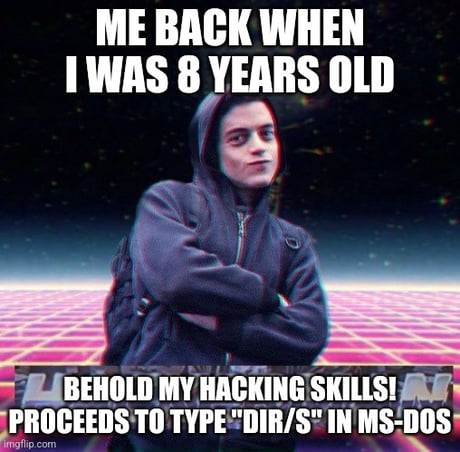 ME BACK WHEN
I WAS 8 YEARS OLD
BEHOLD MY HACKING SKILLS!
PROCEEDS TO TYPE "DIR/S" IN MS-DOS
imgflip.com